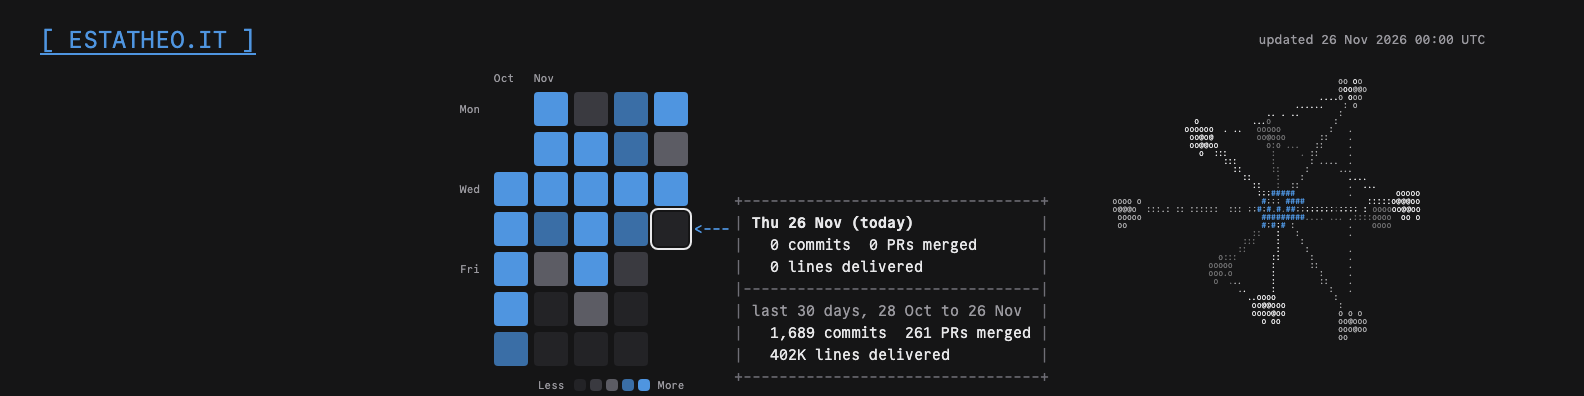 [ ESTATHEO.IT ]
updated 26 Nov 2026 00:00 UTC
Oct Nov
Mon
Wed
Fri
Less More
Thu 26 Nov (today)
0 commits 0 PRs merged
0 lines delivered
last 30 days, 28 Oct to 26 Nov
1,689 commits 261 PRs merged
402K lines delivered